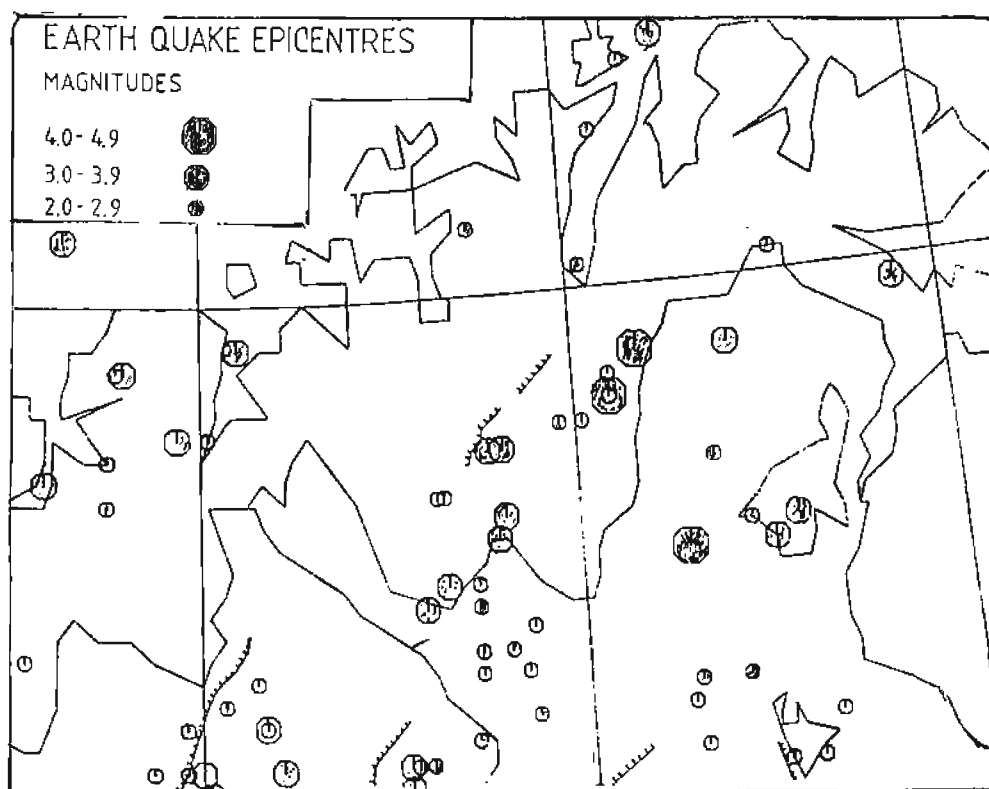 EARTH QUAKE EPICENTRES
MAGNITUDES
4.0 - 4.9
3.0 - 3.9
2.0 - 2.9